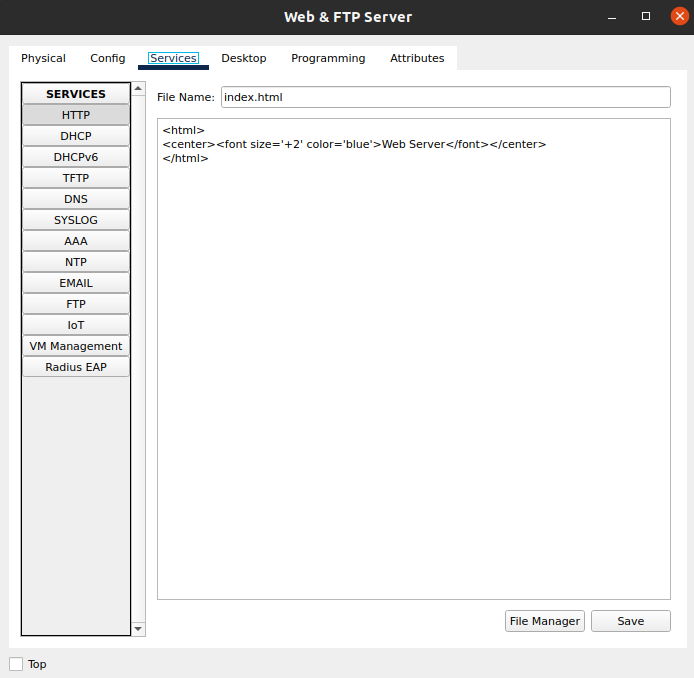 Web & FTP Server
Physical Config Services Desktop Programming Attributes
SERVICES
HTTP
DHCP
DHCPv6
TFTP
DNS
SYSLOG
AAA
NTP
EMAIL
FTP
IoT
VM Management
Radius EAP
File Name: index.html
<html>
<center><font size='+2' color='blue'>Web Server</font></center>
</html>
File Manager Save
Top